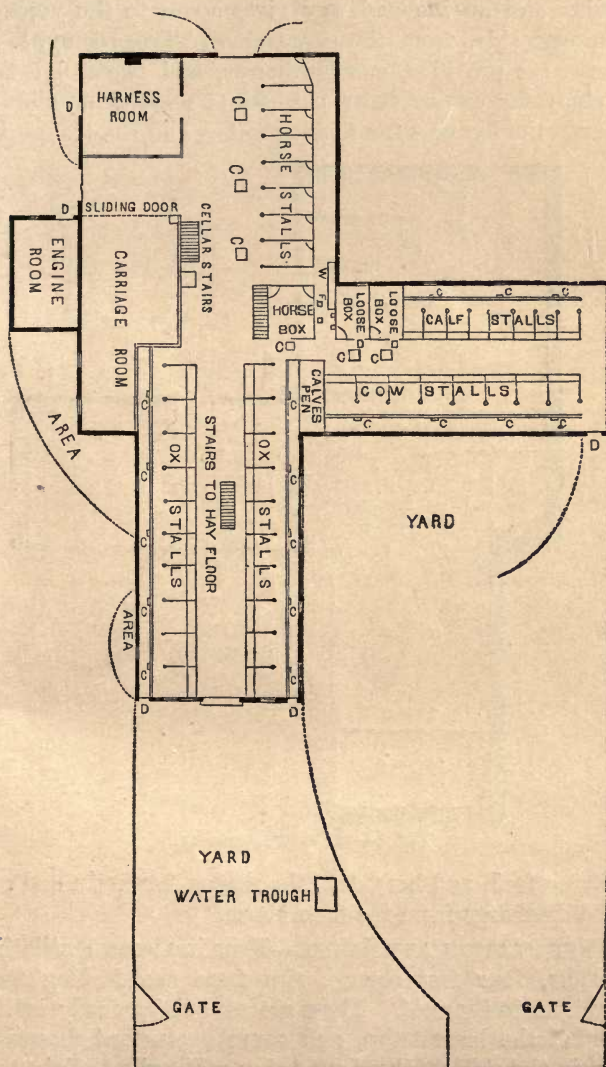 D
HARNESS
ROOM
C
HORSE STALLS
C
C
D
SLIDING DOOR
CELLAR STAIRS
ENGINE
ROOM
CARRIAGE ROOM
W
F
HORSE
BOX
C
LOOSE
BOX
LOOSE
BOX
C
C
C
C
C
CALF STALLS
CALVES
PEN
COW STALLS
C
C
C
C
D
AREA
OX STALLS
STAIRS TO HAY FLOOR
OX STALLS
C
C
C
C
C
C
C
C
C
C
AREA
D
D
YARD
YARD
WATER TROUGH
GATE
GATE